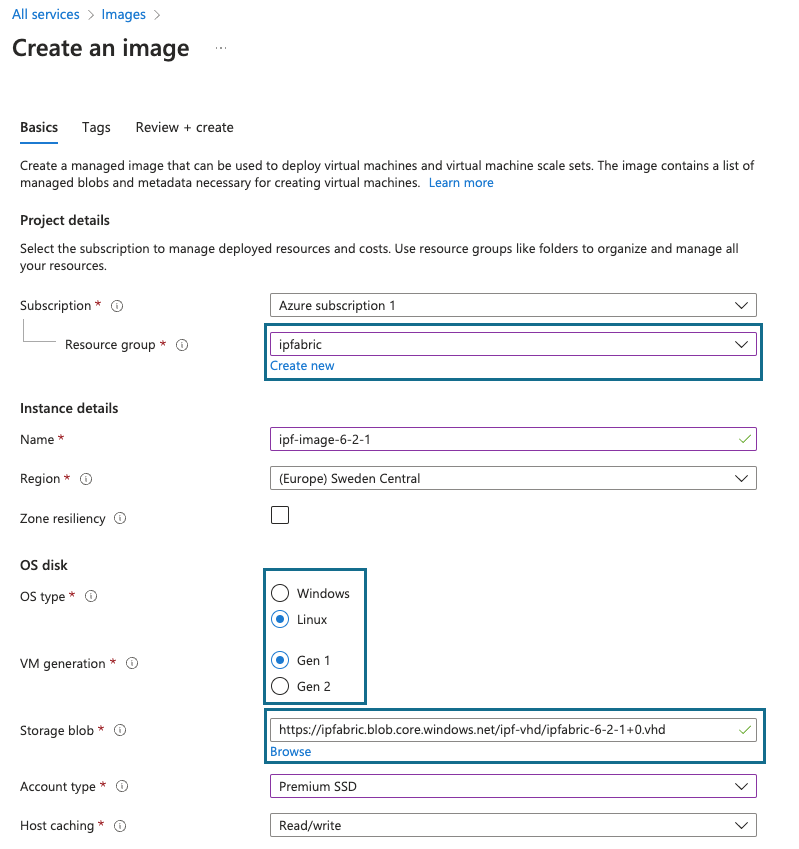 All services > Images >
Create an image ...
Basics Tags Review + create
Create a managed image that can be used to deploy virtual machines and virtual machine scale sets. The image contains a list of
managed blobs and metadata necessary for creating virtual machines. Learn more
Project details
Select the subscription to manage deployed resources and costs. Use resource groups like folders to organize and manage all
your resources.
Subscription * Azure subscription 1
Resource group * ipfabric
Create new
Instance details
Name * ipf-image-6-2-1
Region * (Europe) Sweden Central
Zone resiliency
OS disk
OS type * Windows
Linux
VM generation * Gen 1
Gen 2
Storage blob * https://ipfabric.blob.core.windows.net/ipf-vhd/ipfabric-6-2-1+0.vhd
Browse
Account type * Premium SSD
Host caching * Read/write